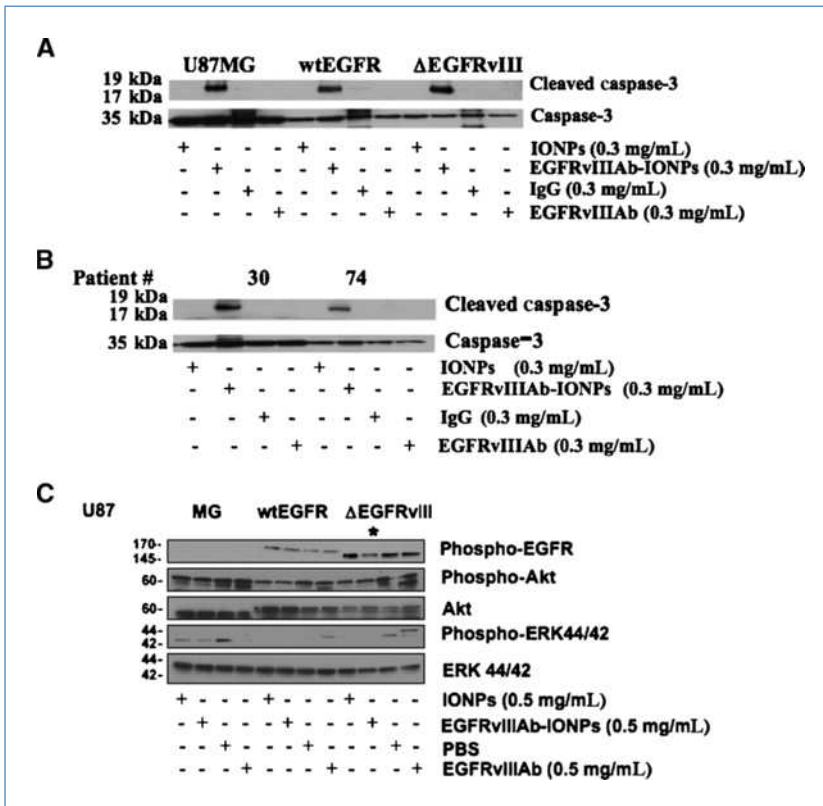 A
U87MG wtEGFR ΔEGFRvIII
19 kDa
17 kDa
Cleaved caspase-3
35 kDa
Caspase-3
+ - - - + - - - + - - - IONPs (0.3 mg/mL)
- + - - - + - - - + - - EGFRvIIIAb-IONPs (0.3 mg/mL)
- - + - - - + - - - + - IgG (0.3 mg/mL)
- - - + - - - + - - - + EGFRvIIIAb (0.3 mg/mL)
B
Patient # 30 74
19 kDa
17 kDa
Cleaved caspase-3
35 kDa
Caspase-3
+ - - - + - - - IONPs (0.3 mg/mL)
- + - - - + - - EGFRvIIIAb-IONPs (0.3 mg/mL)
- - + - - - + - IgG (0.3 mg/mL)
- - - + - - - + EGFRvIIIAb (0.3 mg/mL)
C
U87 MG wtEGFR ΔEGFRvIII
*
170-
145-
Phospho-EGFR
60-
Phospho-Akt
60-
Akt
44-
42-
Phospho-ERK44/42
44-
42-
ERK 44/42
+ - - - + - - - + - - - IONPs (0.5 mg/mL)
- + - - - + - - - + - - EGFRvIIIAb-IONPs (0.5 mg/mL)
- - + - - - + - - - + - PBS
- - - + - - - + - - - + EGFRvIIIAb (0.5 mg/mL)